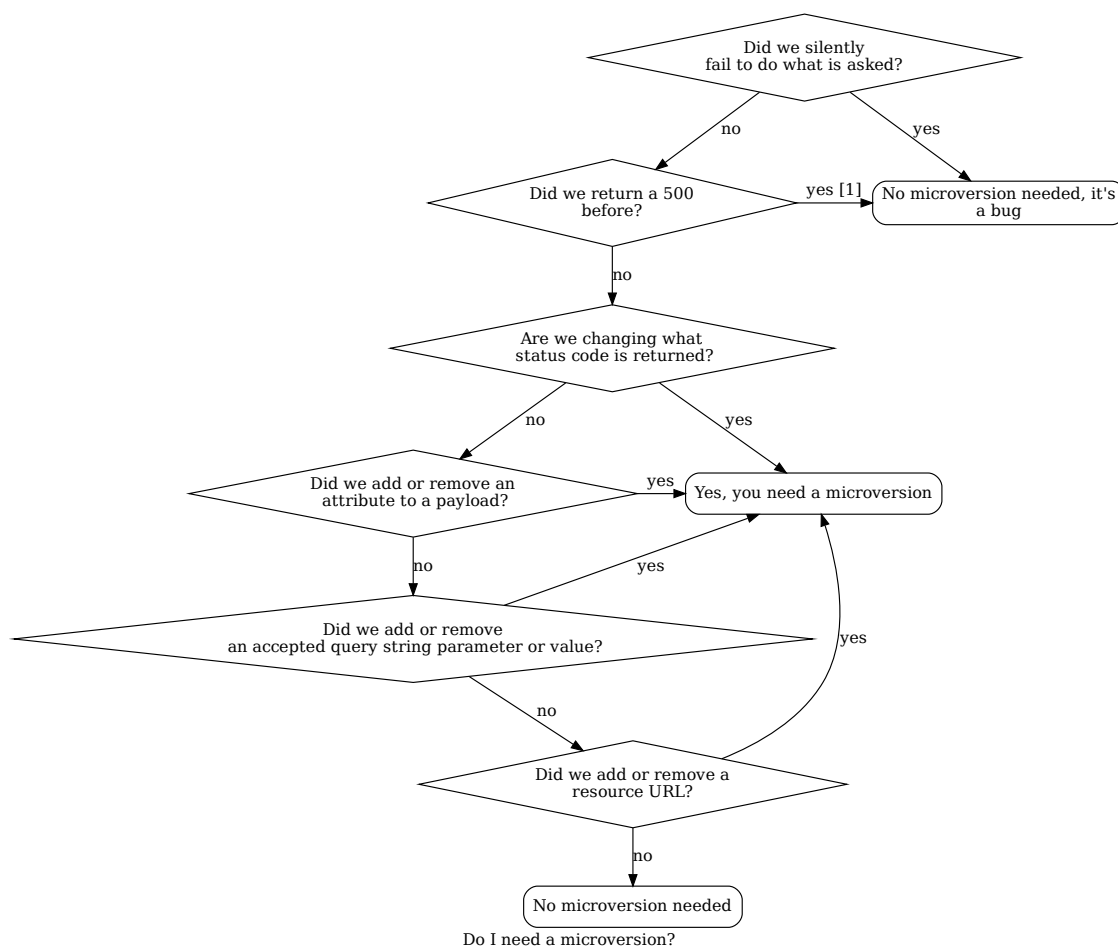 Did we silently
fail to do what is asked?
no
yes
Did we return a 500
before?
yes [1]
No microversion needed, it's
a bug
no
Are we changing what
status code is returned?
no
yes
Did we add or remove an
attribute to a payload?
yes
Yes, you need a microversion
no
yes
Did we add or remove
an accepted query string parameter or value?
yes
no
Did we add or remove a
resource URL?
no
No microversion needed
Do I need a microversion?